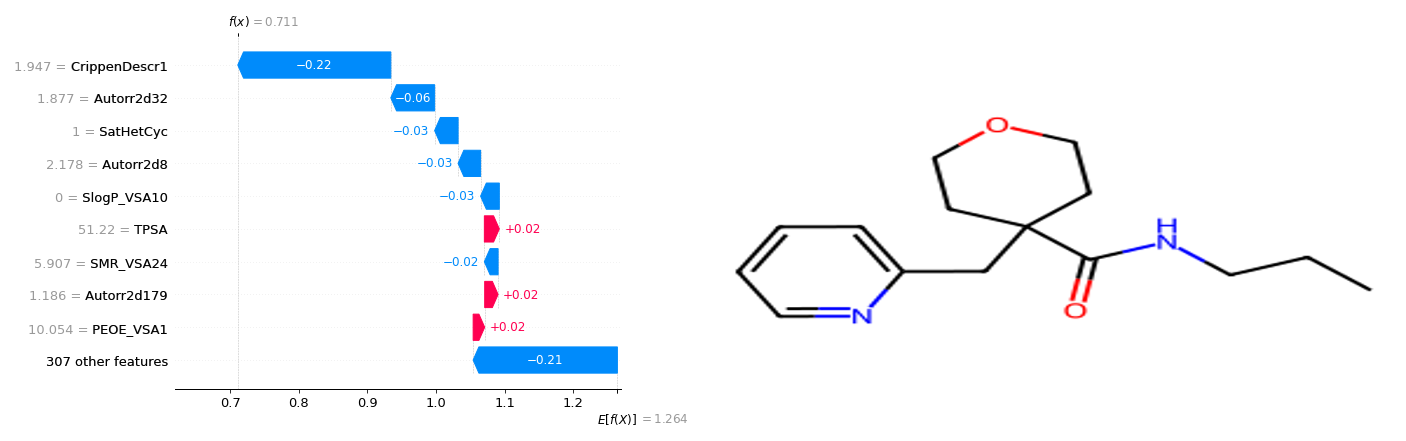 f(x) = 0.711
1.947 = CrippenDescr1
−0.22
1.877 = Autorr2d32
−0.06
1 = SatHetCyc
−0.03
2.178 = Autorr2d8
−0.03
0 = SlogP_VSA10
−0.03
51.22 = TPSA
+0.02
5.907 = SMR_VSA24
−0.02
1.186 = Autorr2d179
+0.02
10.054 = PEOE_VSA1
+0.02
307 other features
−0.21
0.7 0.8 0.9 1.0 1.1 1.2
E[f(X)] = 1.264
O
H
N
O
N